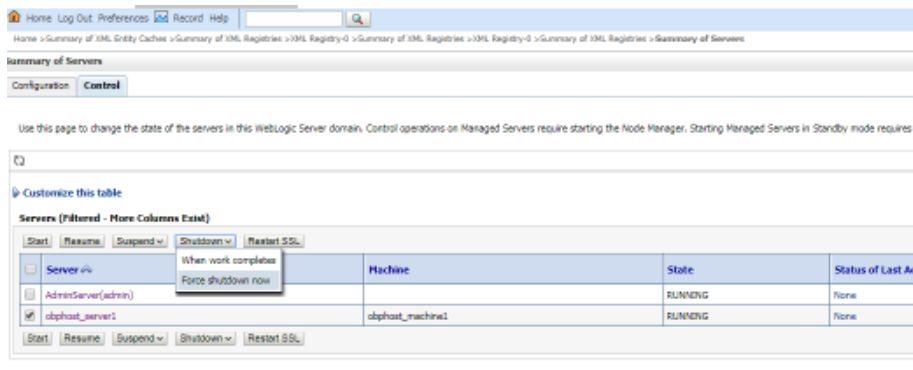 Home Log Out Preferences Record Help
Home >Summary of XML Entity Caches >Summary of XML Registries >XML Registry-0 >Summary of XML Registries >XML Registry-0 >Summary of XML Registries >Summary of Servers
Summary of Servers
Configuration Control
Use this page to change the state of the servers in this WebLogic Server domain. Control operations on Managed Servers require starting the Node Manager. Starting Managed Servers in Standby mode requires
Customize this table
Servers (Filtered - More Columns Exist)
Start Resume Suspend Shutdown Restart SSL
When work completes
Force shutdown now
Server Machine State Status of Last Ac
AdminServer(admin) RUNNING None
obphost_server1 obphost_machine1 RUNNING None
Start Resume Suspend Shutdown Restart SSL